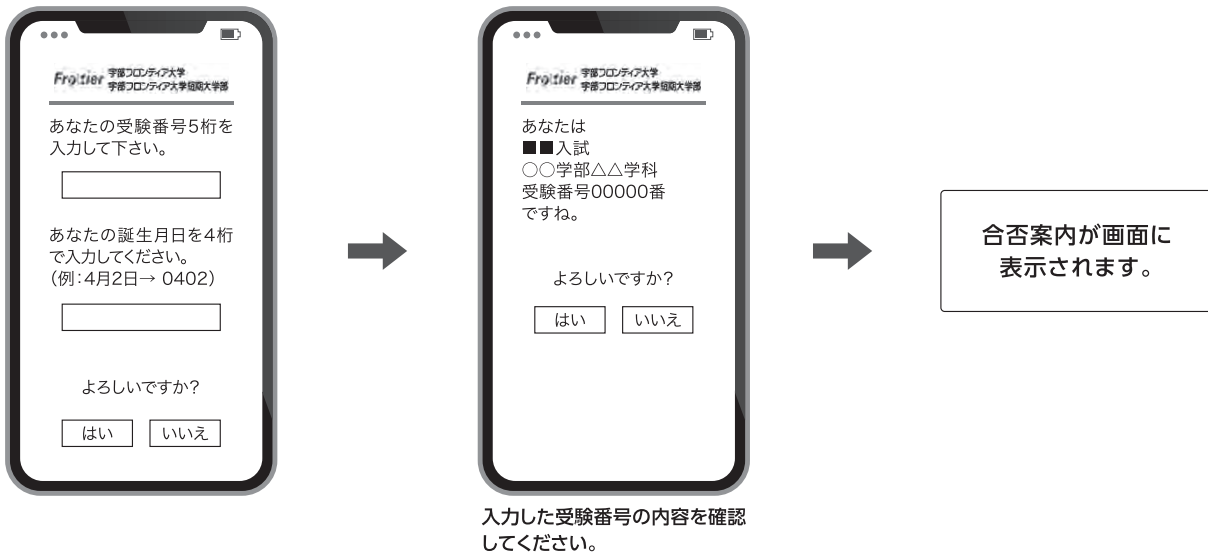 Frontier 宇部フロンティア大学
宇部フロンティア大学短期大学部
あなたの受験番号5桁を
入力して下さい。
あなたの誕生月日を4桁
で入力してください。
(例：4月2日→ 0402)
よろしいですか?
はい いいえ
Frontier 宇部フロンティア大学
宇部フロンティア大学短期大学部
あなたは
■■入試
○○学部△△学科
受験番号00000番
ですね。
よろしいですか?
はい いいえ
入力した受験番号の内容を確認
してください。
合否案内が画面に
表示されます。